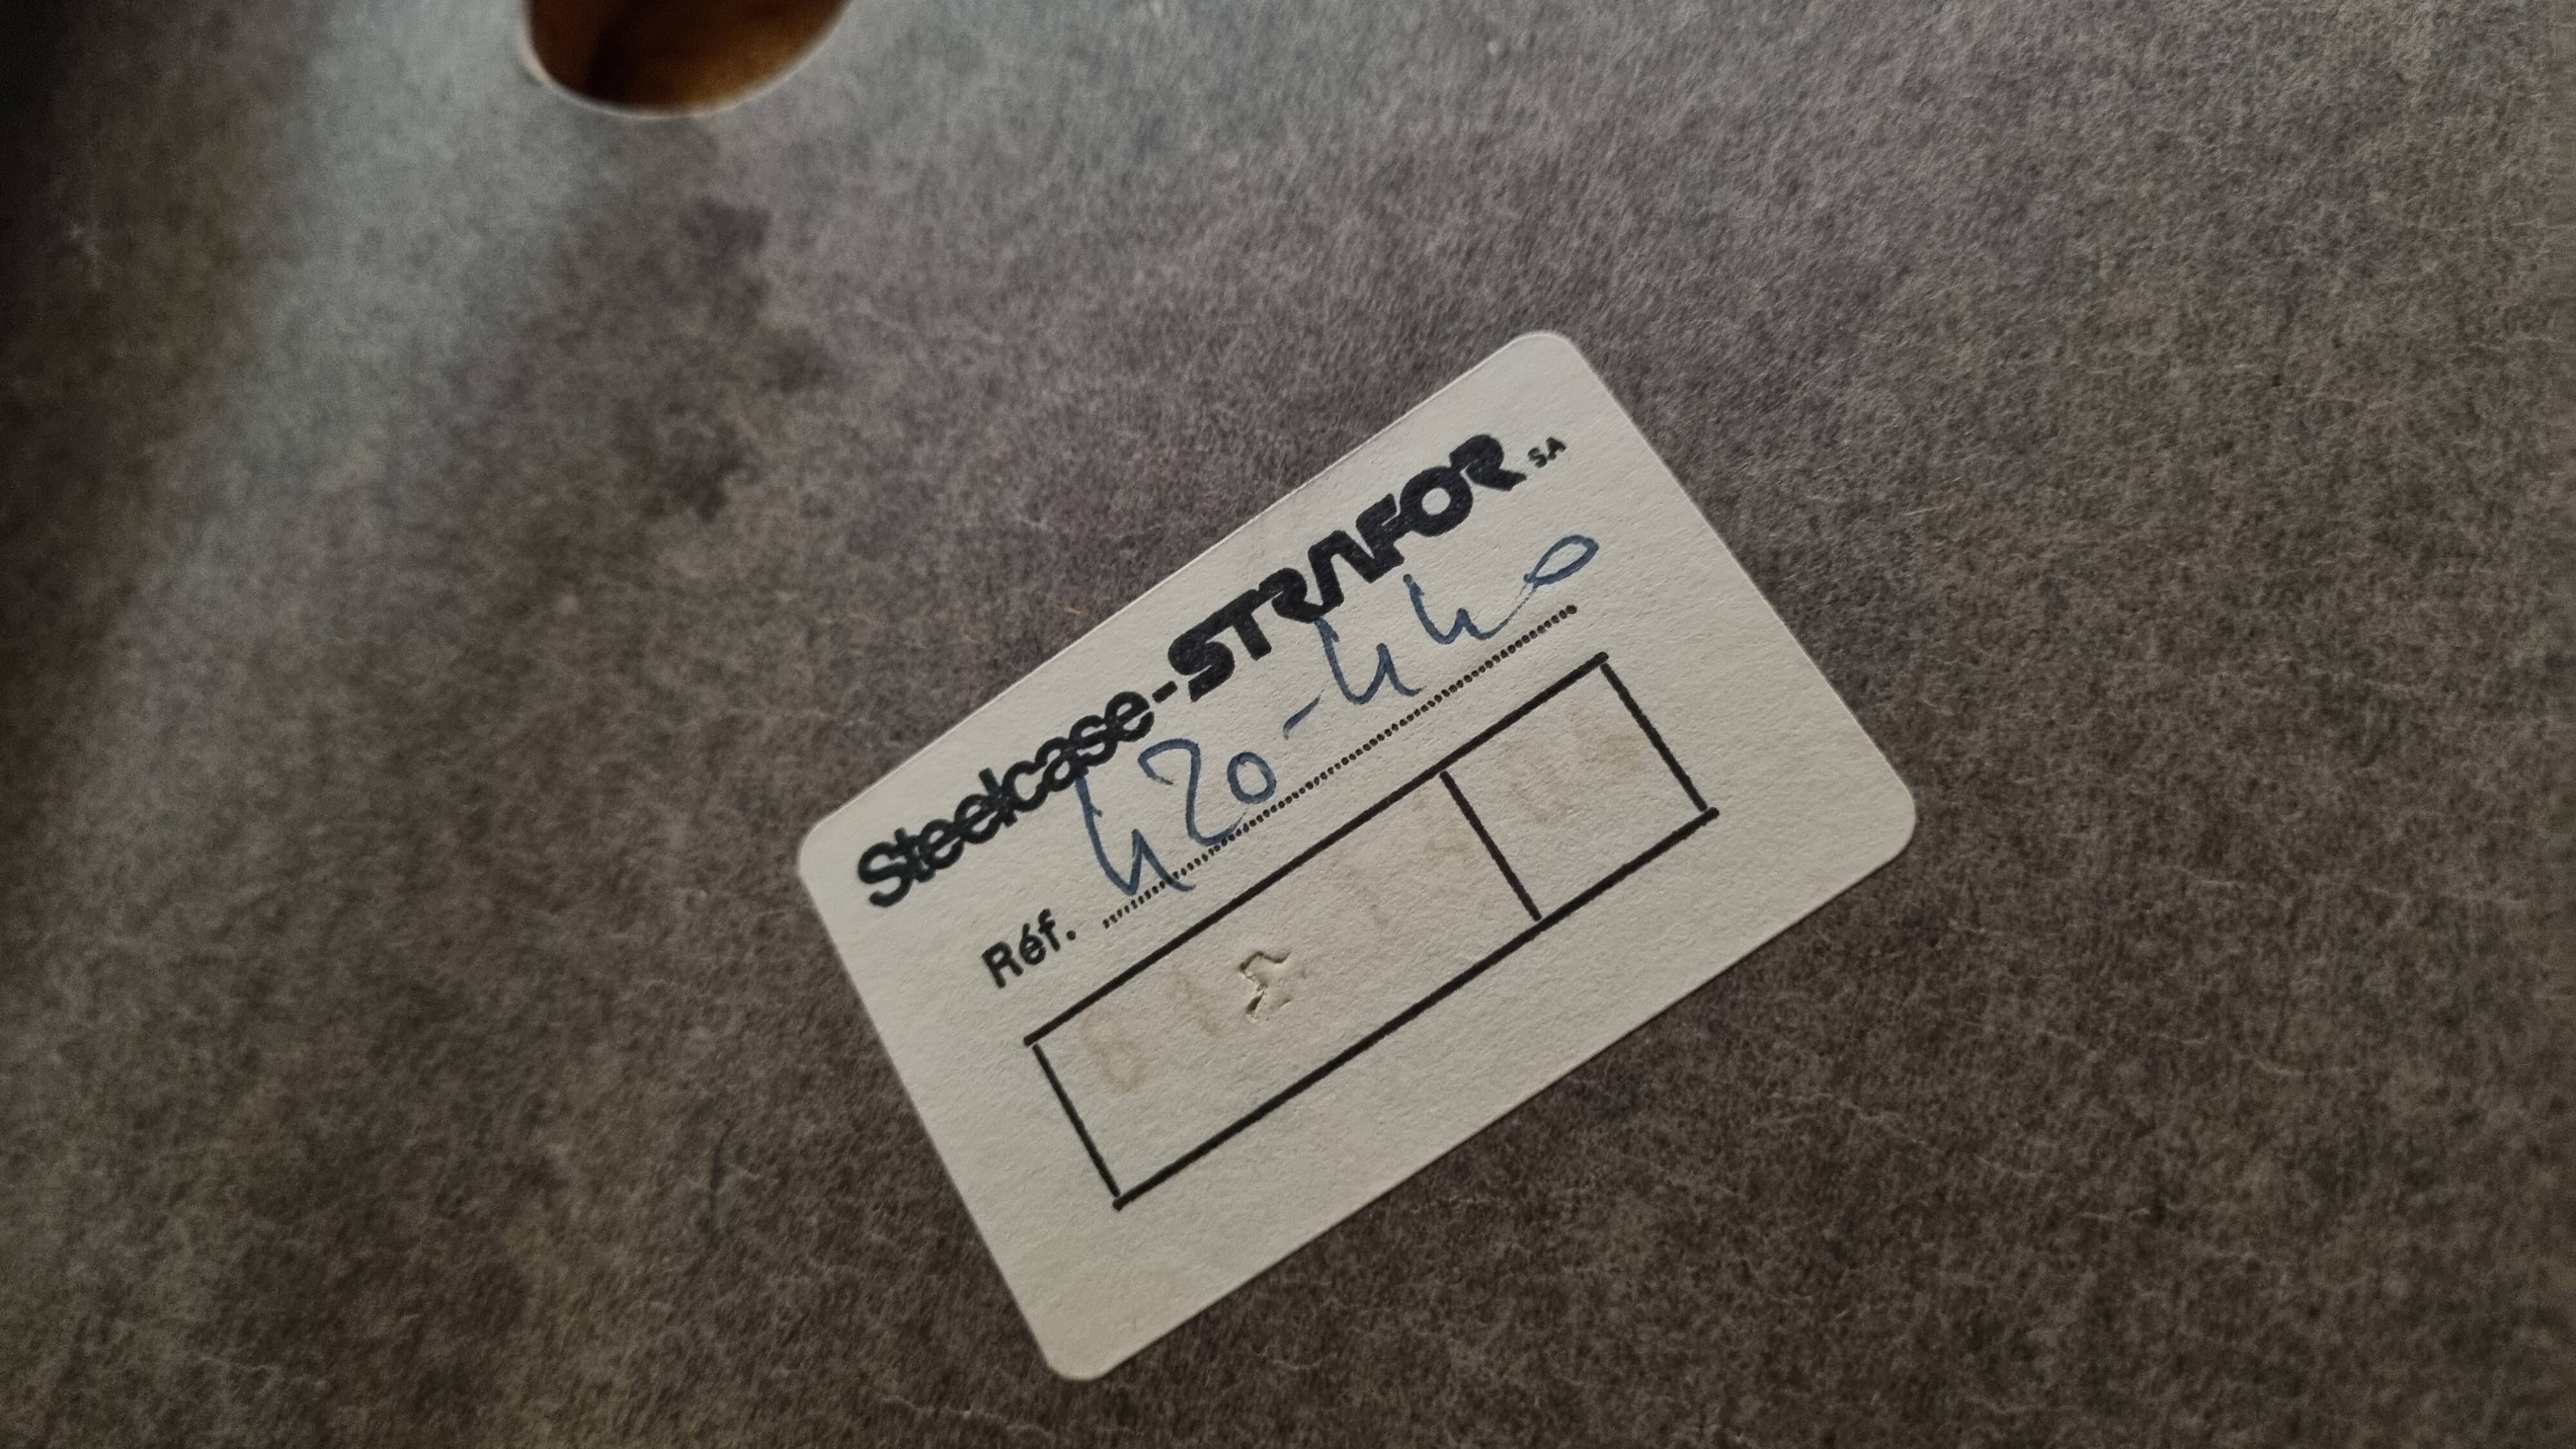 Steelcase-STRAFOR SA
Réf. 420-440